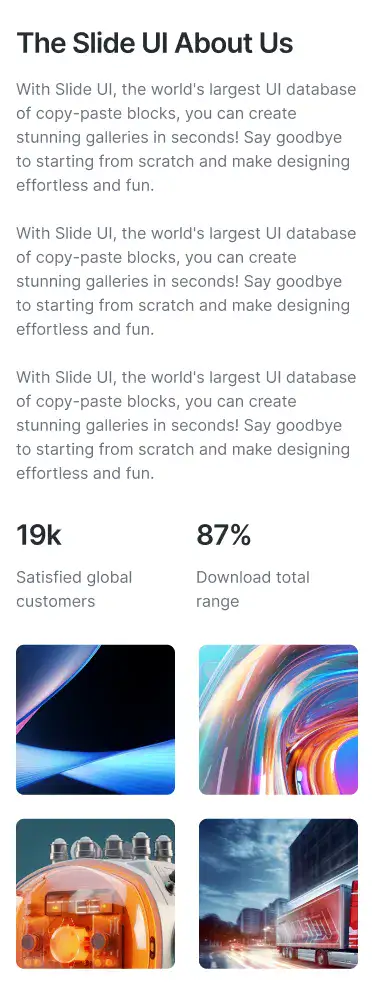 The Slide UI About Us
With Slide UI, the world's largest UI database
of copy-paste blocks, you can create
stunning galleries in seconds! Say goodbye
to starting from scratch and make designing
effortless and fun.
With Slide UI, the world's largest UI database
of copy-paste blocks, you can create
stunning galleries in seconds! Say goodbye
to starting from scratch and make designing
effortless and fun.
With Slide UI, the world's largest UI database
of copy-paste blocks, you can create
stunning galleries in seconds! Say goodbye
to starting from scratch and make designing
effortless and fun.
19k
87%
Satisfied global
customers
Download total
range